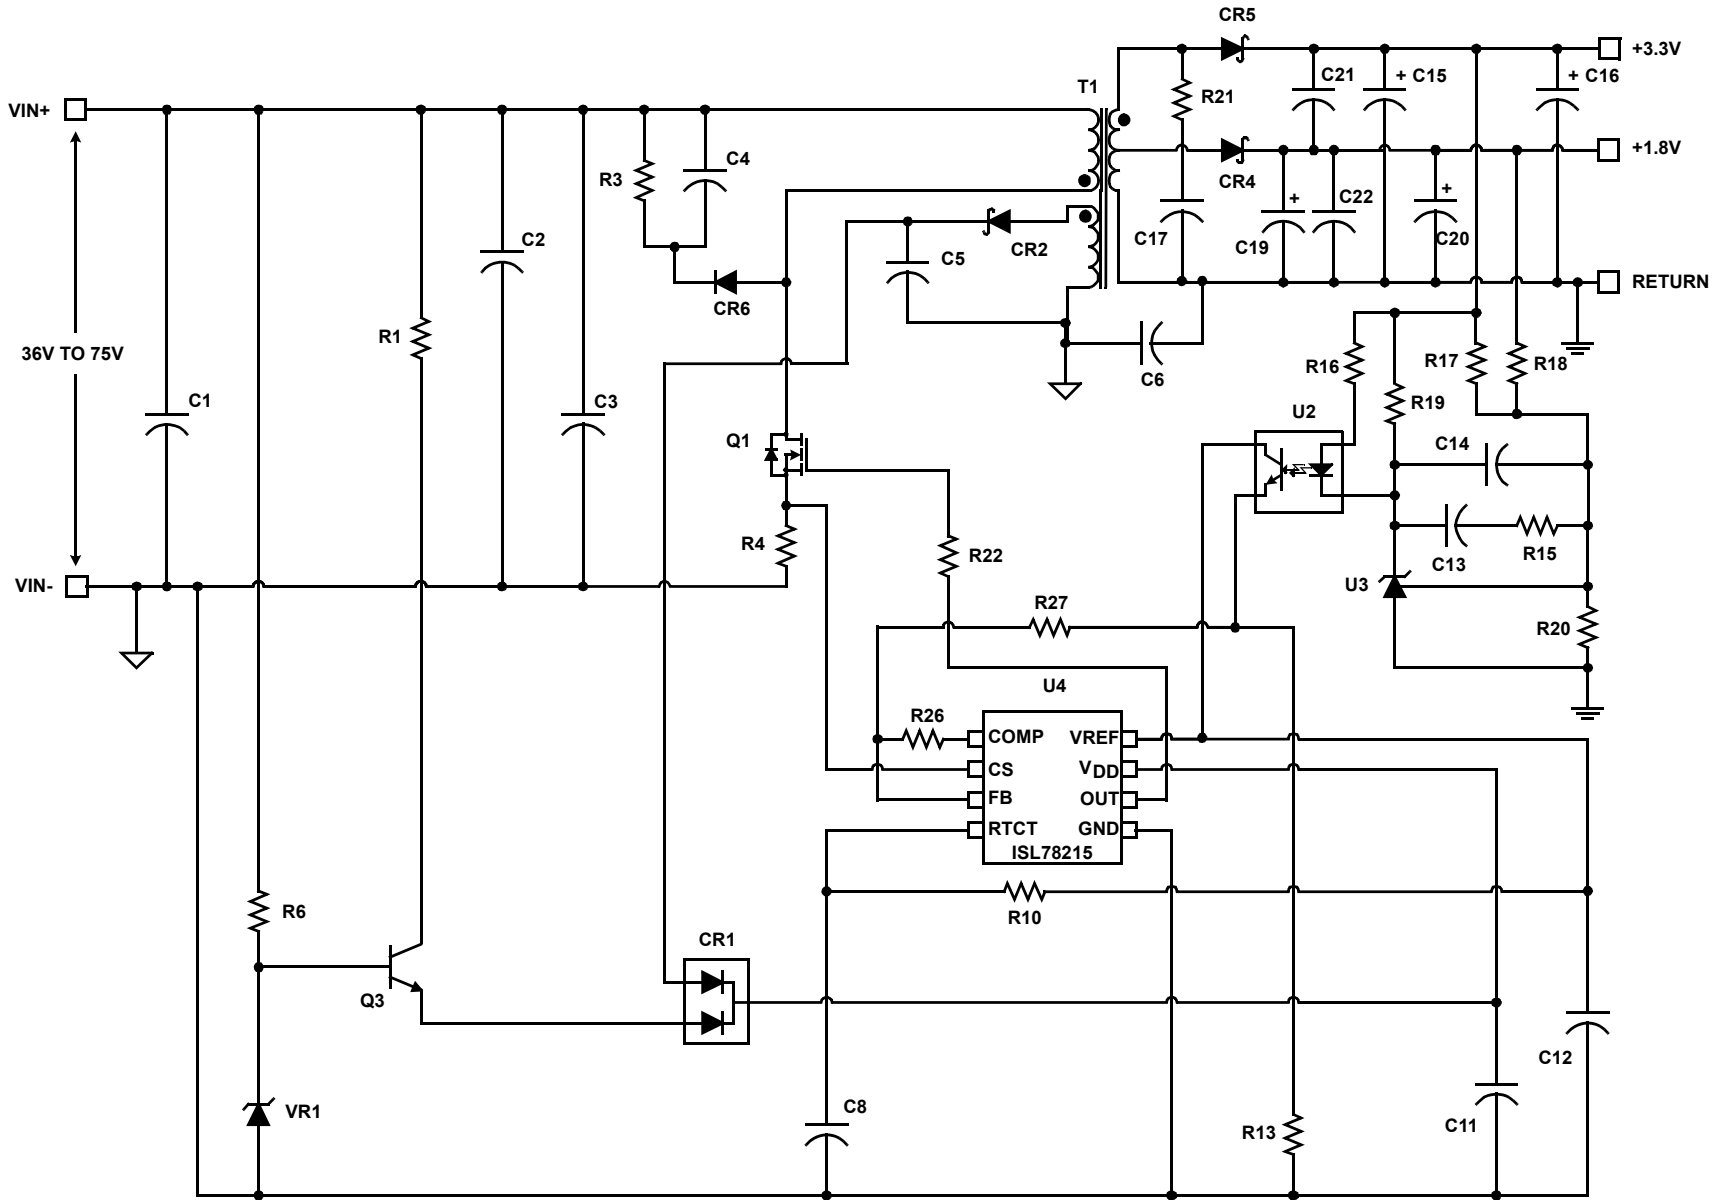 CR5
+3.3V
T1
C21
+ C15
+ C16
R21
VIN+
+1.8V
C4
R3
CR4
+
C22
+
C17
C19
C20
C2
CR2
C5
RETURN
CR6
R1
36V TO 75V
C6
R16
R17
R18
C1
C3
R19
U2
Q1
C14
R4
R22
R15
C13
VIN-
U3
R27
R20
U4
R26
COMP
VREF
CS
VDD
FB
OUT
RTCT
GND
ISL78215
R6
R10
CR1
Q3
C12
VR1
C8
R13
C11